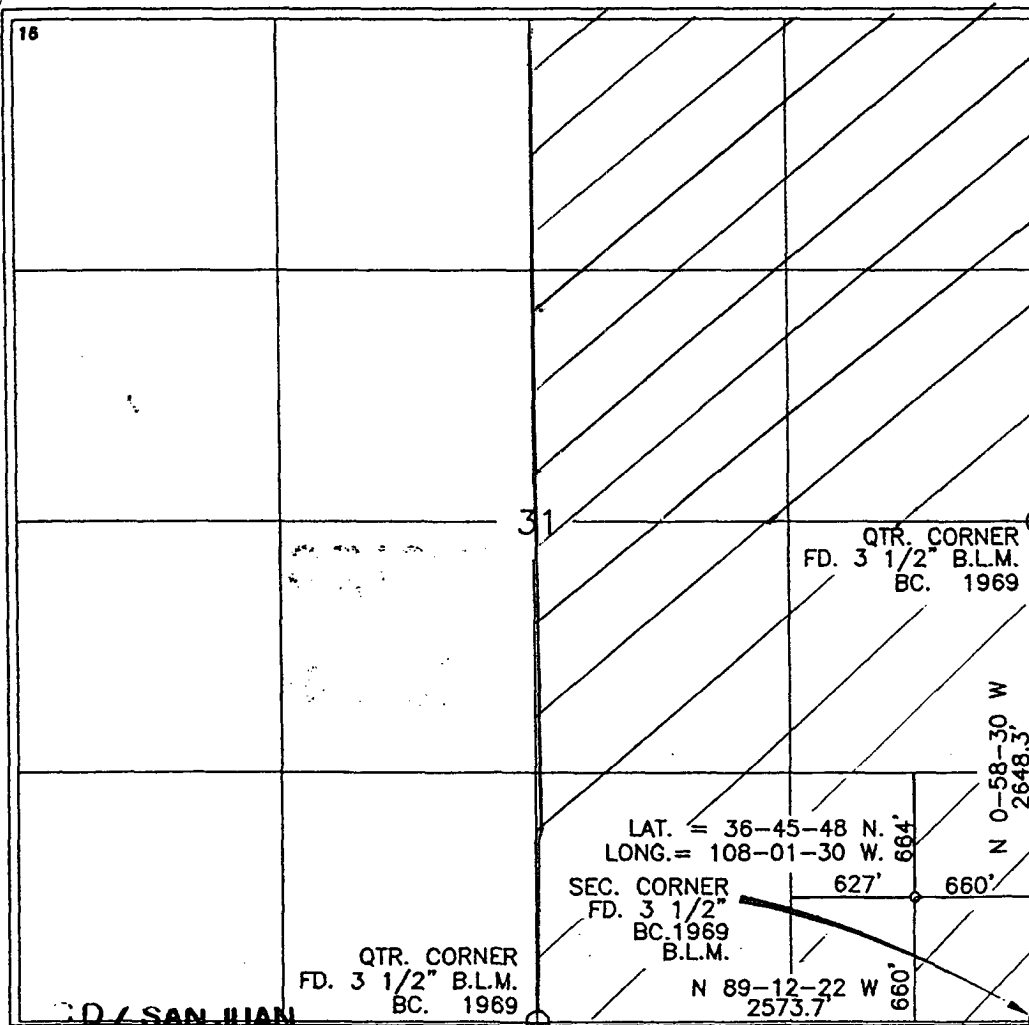 16
31
QTR. CORNER
FD. 3 1/2" B.L.M.
BC. 1969
N 0-58-30 W
2648.3'
LAT. = 36-45-48 N.
LONG.= 108-01-30 W.
664'
SEC. CORNER
FD. 3 1/2"
BC.1969
B.L.M.
627'
660'
QTR. CORNER
FD. 3 1/2" B.L.M.
BC. 1969
N 89-12-22 W
2573.7'
660'
SAN JUAN